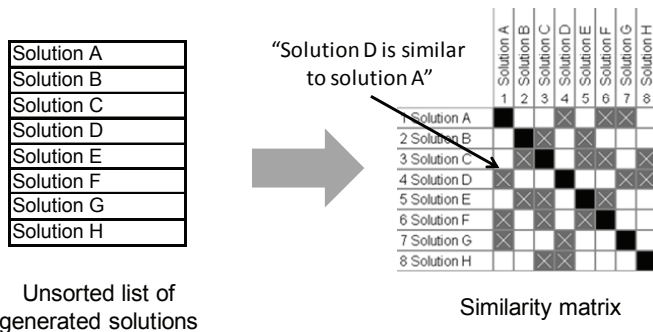 Solution A
Solution B
Solution C
Solution D
Solution E
Solution F
Solution G
Solution H
Unsorted list of
generated solutions
“Solution D is similar
to solution A”
Solution A
Solution B
Solution C
Solution D
Solution E
Solution F
Solution G
Solution H
1 2 3 4 5 6 7 8
1 Solution A
2 Solution B
3 Solution C
4 Solution D
5 Solution E
6 Solution F
7 Solution G
8 Solution H
Similarity matrix